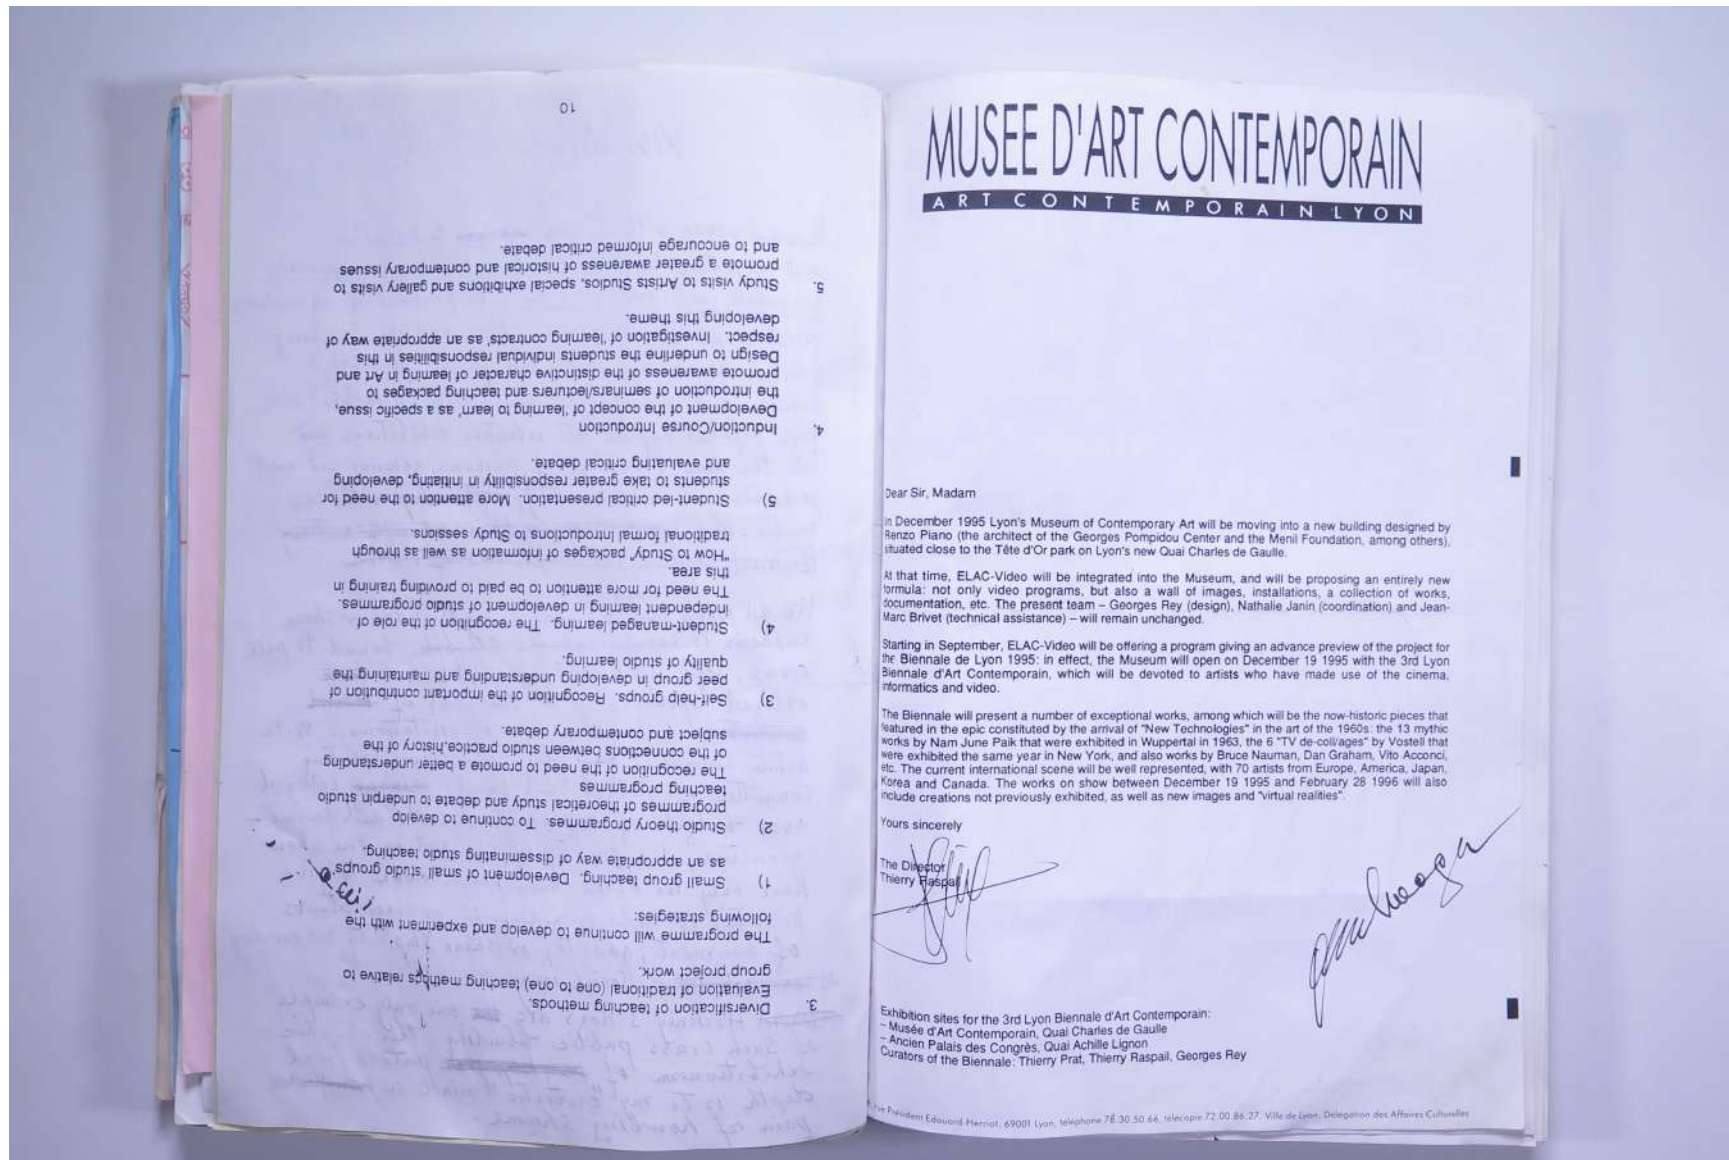 3. Diversification of teaching methods.
Evaluation of traditional (one to one) teaching methods relative to
group project work.
The programme will continue to develop and experiment with the
following strategies:
1) Small group teaching. Development of small 'studio groups'
as an appropriate way of disseminating studio teaching.
2) Studio theory programmes. To continue to develop
programmes of theoretical study and debate to underpin studio
teaching programmes
The recognition of the need to promote a better understanding
of the connections between studio practice,history of the
subject and contemporary debate.
3) Self-help groups. Recognition of the important contribution of
peer group in developing understanding and maintaining the
quality of studio learning.
4) Student-managed learning. The recognition of the role of
independent learning in development of studio programmes.
The need for more attention to be paid to providing training in
this area.
"How to Study" packages of information as well as through
traditional formal Introductions to Study sessions.
5) Student-led critical presentation. More attention to the need for
students to take greater responsibility in initiating, developing
and evaluating critical debate.
4. Induction/Course Introduction
Development of the concept of 'learning to learn' as a specific issue,
the introduction of seminars/lecturers and teaching packages to
promote awareness of the distinctive character of learning in Art and
Design to underline the students individual responsibilities in this
respect. Investigation of 'learning contracts' as an appropriate way of
developing this theme.
5. Study visits to Artists Studios, special exhibitions and gallery visits to
promote a greater awareness of historical and contemporary issues
and to encourage informed critical debate.
10
MUSEE D'ART CONTEMPORAIN
ART CONTEMPORAIN LYON
Dear Sir, Madam
In December 1995 Lyon's Museum of Contemporary Art will be moving into a new building designed by
Renzo Piano (the architect of the Georges Pompidou Center and the Menil Foundation, among others),
situated close to the Tête d'Or park on Lyon's new Quai Charles de Gaulle.
At that time, ELAC-Video will be integrated into the Museum, and will be proposing an entirely new
formula: not only video programs, but also a wall of images, installations, a collection of works,
documentation, etc. The present team – Georges Rey (design), Nathalie Janin (coordination) and Jean-
Marc Brivet (technical assistance) – will remain unchanged.
Starting in September, ELAC-Video will be offering a program giving an advance preview of the project for
the Biennale de Lyon 1995: in effect, the Museum will open on December 19 1995 with the 3rd Lyon
Biennale d'Art Contemporain, which will be devoted to artists who have made use of the cinema,
informatics and video.
The Biennale will present a number of exceptional works, among which will be the now-historic pieces that
featured in the epic constituted by the arrival of "New Technologies" in the art of the 1960s: the 13 mythic
works by Nam June Paik that were exhibited in Wuppertal in 1963, the 6 "TV de-coll/ages" by Vostell that
were exhibited the same year in New York, and also works by Bruce Nauman, Dan Graham, Vito Acconci,
etc. The current international scene will be well represented, with 70 artists from Europe, America, Japan,
Korea and Canada. The works on show between December 19 1995 and February 28 1996 will also
include creations not previously exhibited, as well as new images and "virtual realities".
Yours sincerely
The Director
Thierry Raspail
Exhibition sites for the 3rd Lyon Biennale d'Art Contemporain:
– Musée d'Art Contemporain, Quai Charles de Gaulle
– Ancien Palais des Congrès, Quai Achille Lignon
Curators of the Biennale: Thierry Prat, Thierry Raspail, Georges Rey
rue Président Edouard Herriot, 69001 Lyon, téléphone 78.30.50.66, télécopie 72.00.86.27, Ville de Lyon, Délégation des Affaires Culturelles